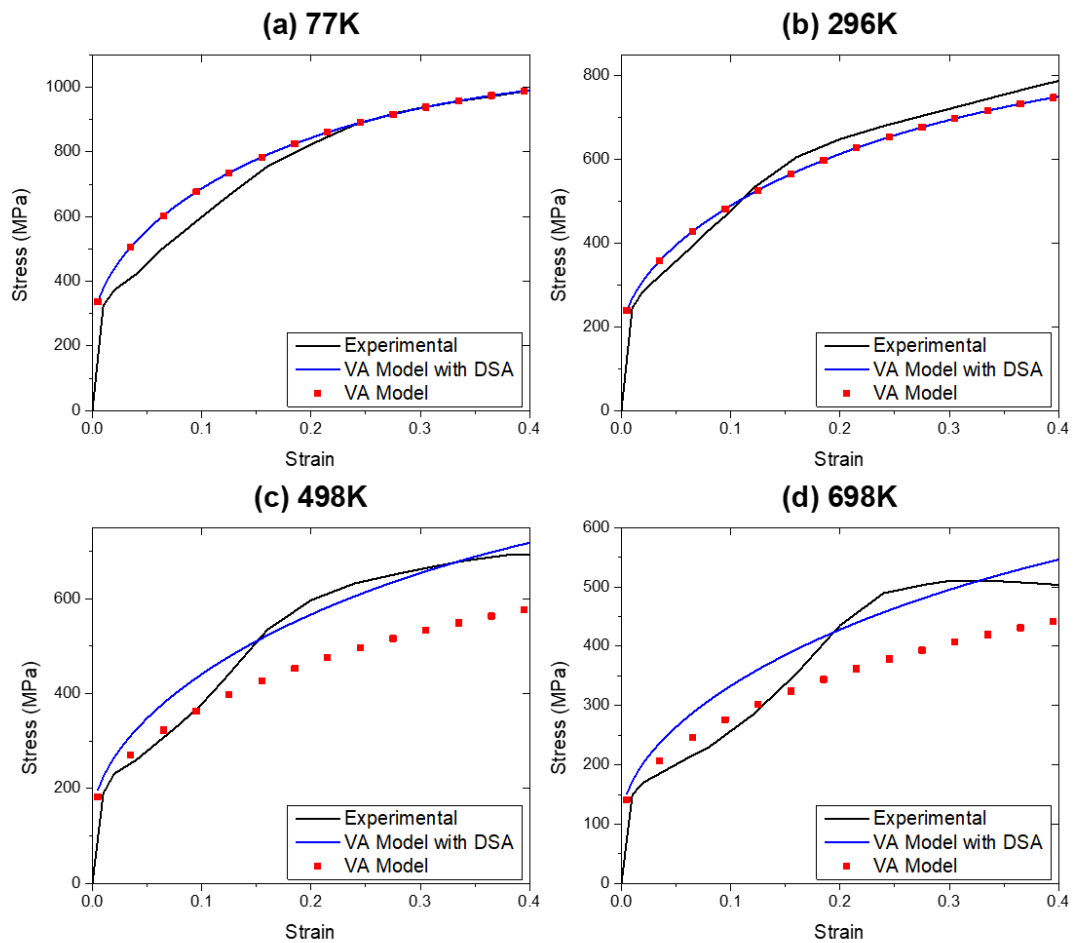 (a) 77K
1000
800
600
400
200
0
0.0 0.1 0.2 0.3 0.4
Stress (MPa)
Strain
Experimental
VA Model with DSA
VA Model
(b) 296K
800
600
400
200
0
0.0 0.1 0.2 0.3 0.4
Stress (MPa)
Strain
Experimental
VA Model with DSA
VA Model
(c) 498K
600
400
200
0
0.0 0.1 0.2 0.3 0.4
Stress (MPa)
Strain
Experimental
VA Model with DSA
VA Model
(d) 698K
600
500
400
300
200
100
0
0.0 0.1 0.2 0.3 0.4
Stress (MPa)
Strain
Experimental
VA Model with DSA
VA Model